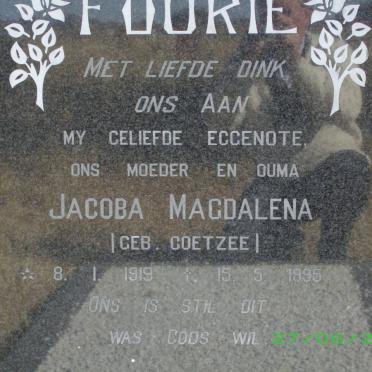 FOURIE
MET LIEFDE DINK
ONS AAN
MY GELIEFDE EGGENOTE,
ONS MOEDER EN OUMA
JACOBA MAGDALENA
(GEB. COETZEE)
☆ 8. 1. 1919 ✝ 15. 5. 1995
ONS IS STIL DIT
WAS GODS WIL